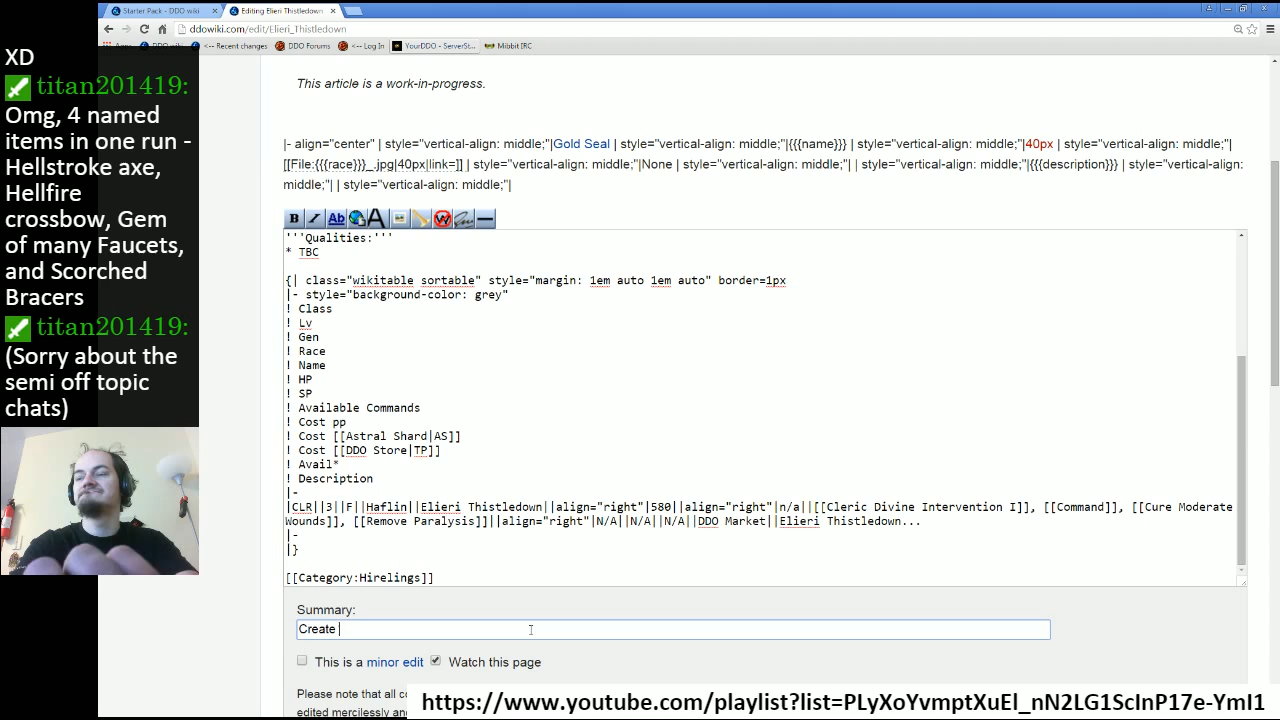 XD
titan201419:
Omg, 4 named
items in one run -
Hellstroke axe,
Hellfire
crossbow, Gem
of many Faucets,
and Scorched
Bracers
titan201419:
(Sorry about the
semi off topic
chats)
Starter Pack - DDO wiki
Editing Elieri Thistledown
ddowiki.com/edit/Elieri_Thistledown
<-- Recent changes
DDO Forums
<-- Log In
YourDDO - ServerSt...
Mibbit IRC
This article is a work-in-progress.
|- align="center" | style="vertical-align: middle;"|Gold Seal | style="vertical-align: middle;"|{{{name}}} | style="vertical-align: middle;"|40px | style="vertical-align: middle;"|
[[File:{{{race}}}_.jpg|40px|link=]] | style="vertical-align: middle;"|None | style="vertical-align: middle;"| | style="vertical-align: middle;"|{{{description}}} | style="vertical-align:
middle;"| | style="vertical-align: middle;"|
B I Ab A W
'''Qualities:'''
* TBC
{| class="wikitable sortable" style="margin: 1em auto 1em auto" border=1px
|- style="background-color: grey"
! Class
! Lv
! Gen
! Race
! Name
! HP
! SP
! Available Commands
! Cost pp
! Cost [[Astral Shard|AS]]
! Cost [[DDO Store|TP]]
! Avail*
! Description
|-
|CLR||3||F||Haflin||Elieri Thistledown||align="right"|580||align="right"|n/a||[[Cleric Divine Intervention I]], [[Command]], [[Cure Moderate
Wounds]], [[Remove Paralysis]]||align="right"|N/A||N/A||N/A||DDO Market||Elieri Thistledown...
|-
|}
[[Category:Hirelings]]
Summary:
Create
This is a minor edit Watch this page
Please note that all co
edited mercilessly and
https://www.youtube.com/playlist?list=PLyXoYvmptXuEl_nN2LG1ScInP17e-YmI1